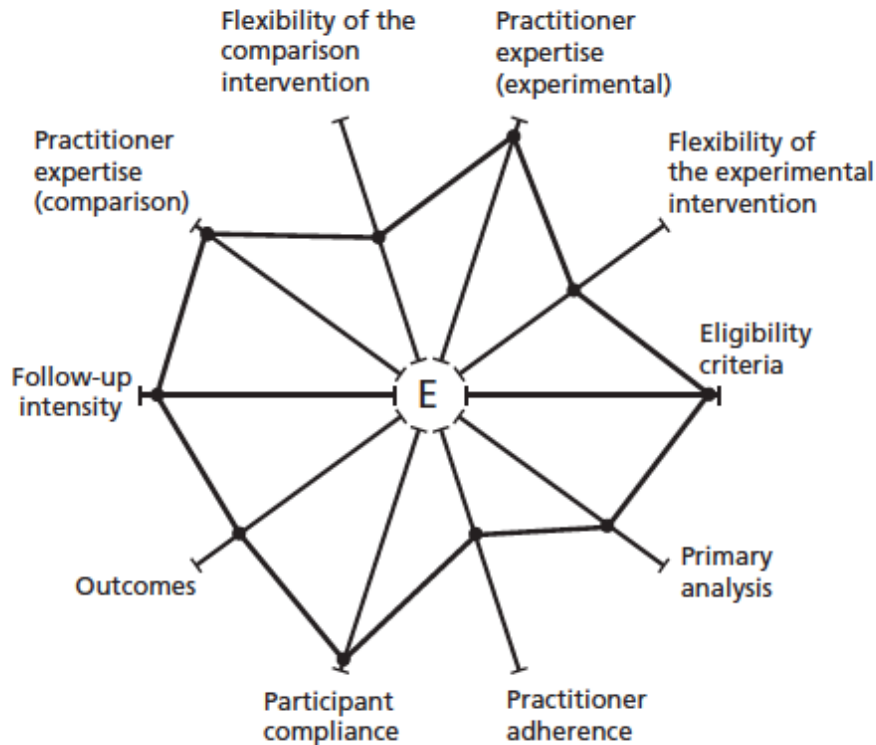 Flexibility of the
comparison
intervention
Practitioner
expertise
(experimental)
Practitioner
expertise
(comparison)
Flexibility of
the experimental
intervention
Eligibility
criteria
Follow-up
intensity
E
Outcomes
Primary
analysis
Participant
compliance
Practitioner
adherence